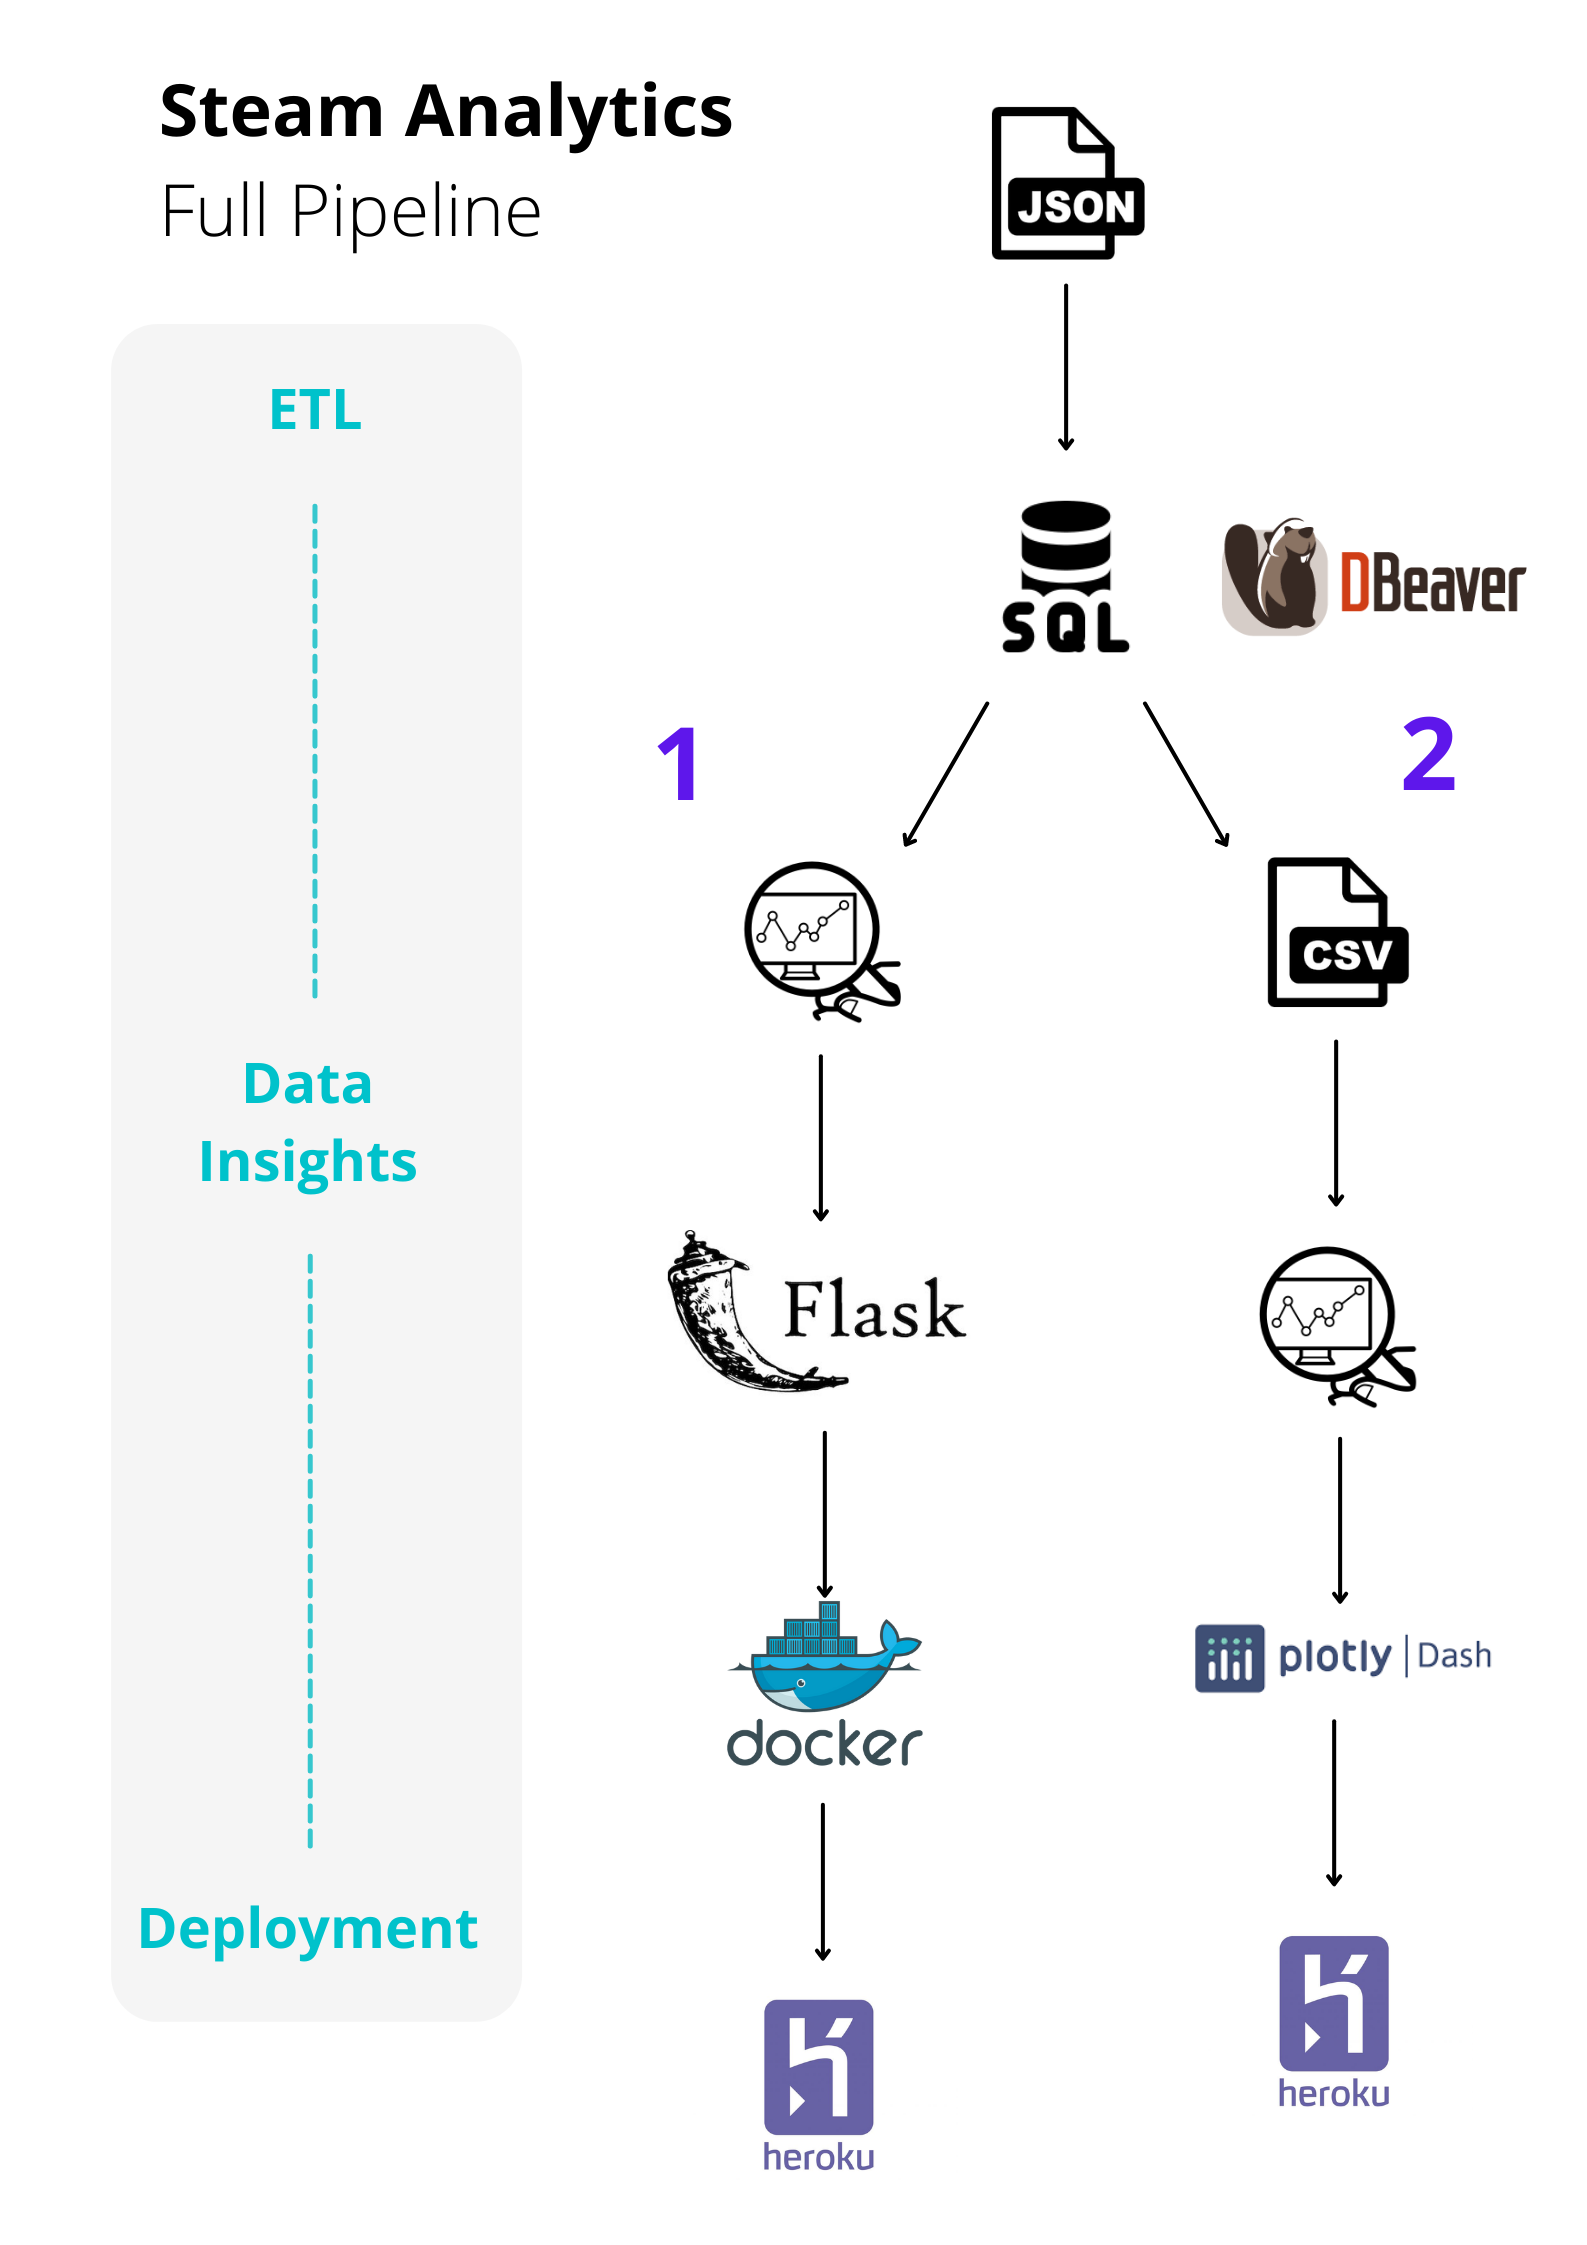 Steam Analytics
Full Pipeline
JSON
ETL
SQL
DBeaver
1
2
CSV
Data
Insights
Flask
docker
plotly | Dash
Deployment
heroku
heroku